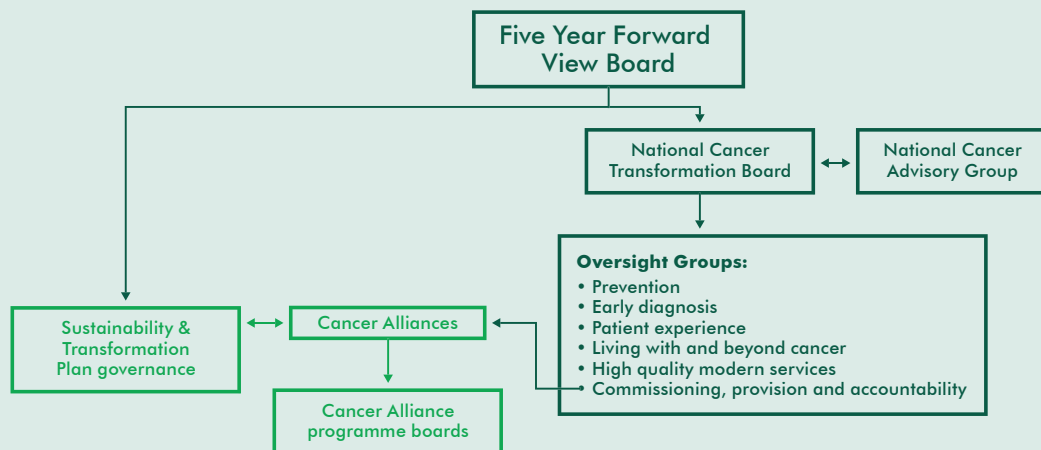 Five Year Forward
View Board
National Cancer
Transformation Board
National Cancer
Advisory Group
Oversight Groups:
• Prevention
• Early diagnosis
• Patient experience
• Living with and beyond cancer
• High quality modern services
• Commissioning, provision and accountability
Sustainability &
Transformation
Plan governance
Cancer Alliances
Cancer Alliance
programme boards